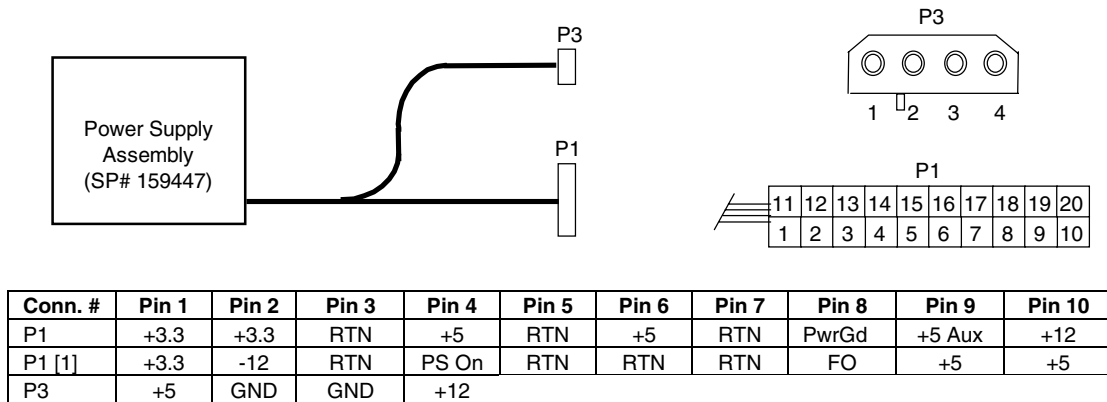 P3
Power Supply
Assembly
(SP# 159447)
P1
P3
1 2 3 4
P1
11 12 13 14 15 16 17 18 19 20
1 2 3 4 5 6 7 8 9 10
Conn. # Pin 1 Pin 2 Pin 3 Pin 4 Pin 5 Pin 6 Pin 7 Pin 8 Pin 9 Pin 10
P1 +3.3 +3.3 RTN +5 RTN +5 RTN PwrGd +5 Aux +12
P1 [1] +3.3 -12 RTN PS On RTN RTN RTN FO +5 +5
P3 +5 GND GND +12